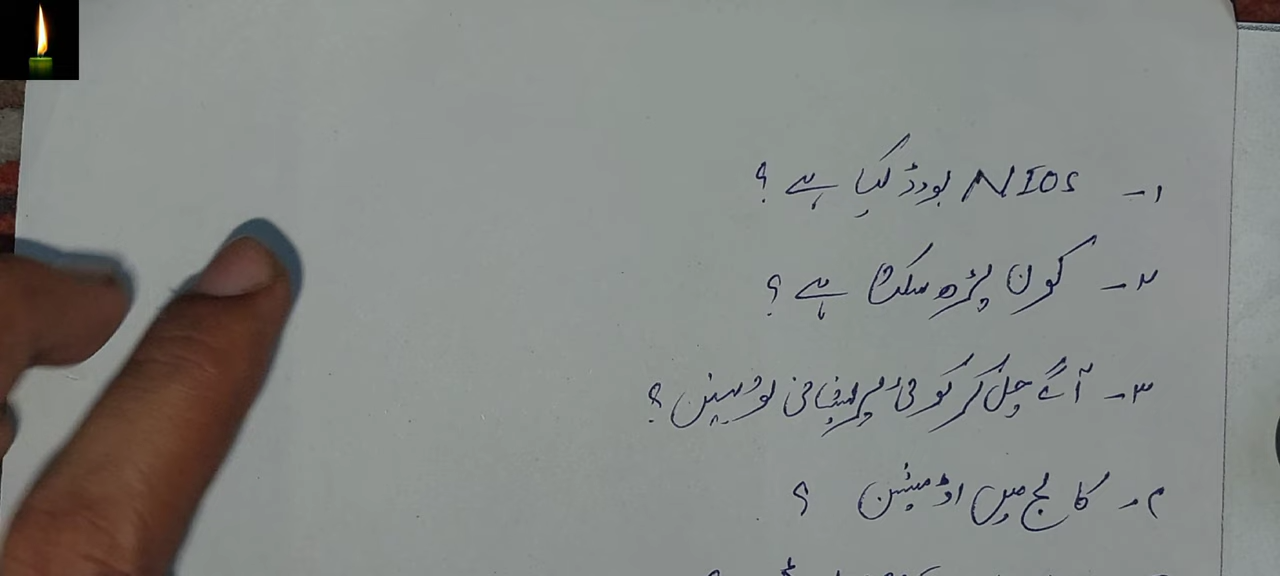 ۱- NIOS بورڈ کیا ہے ؟
۲- کون پڑھ سکتا ہے ؟
۳- آگے چل کر کوئی پریشانی تو نہیں ؟
۴- کالج میں اڈمیشن ؟